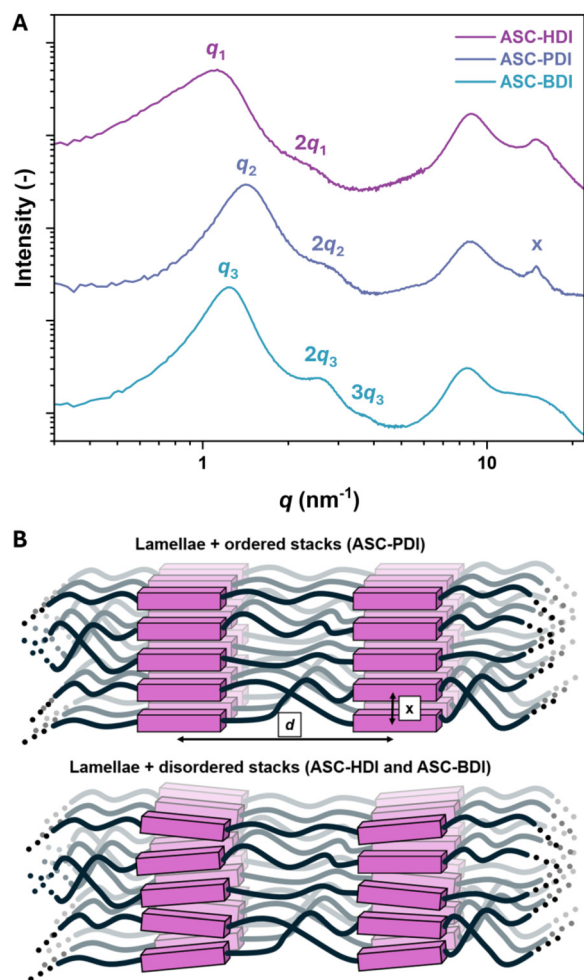 A
ASC-HDI
ASC-PDI
ASC-BDI
q₁
2q₁
q₂
2q₂
x
q₃
2q₃
3q₃
Intensity (-)
1
10
q (nm⁻¹)
B
Lamellae + ordered stacks (ASC-PDI)
x
d
Lamellae + disordered stacks (ASC-HDI and ASC-BDI)